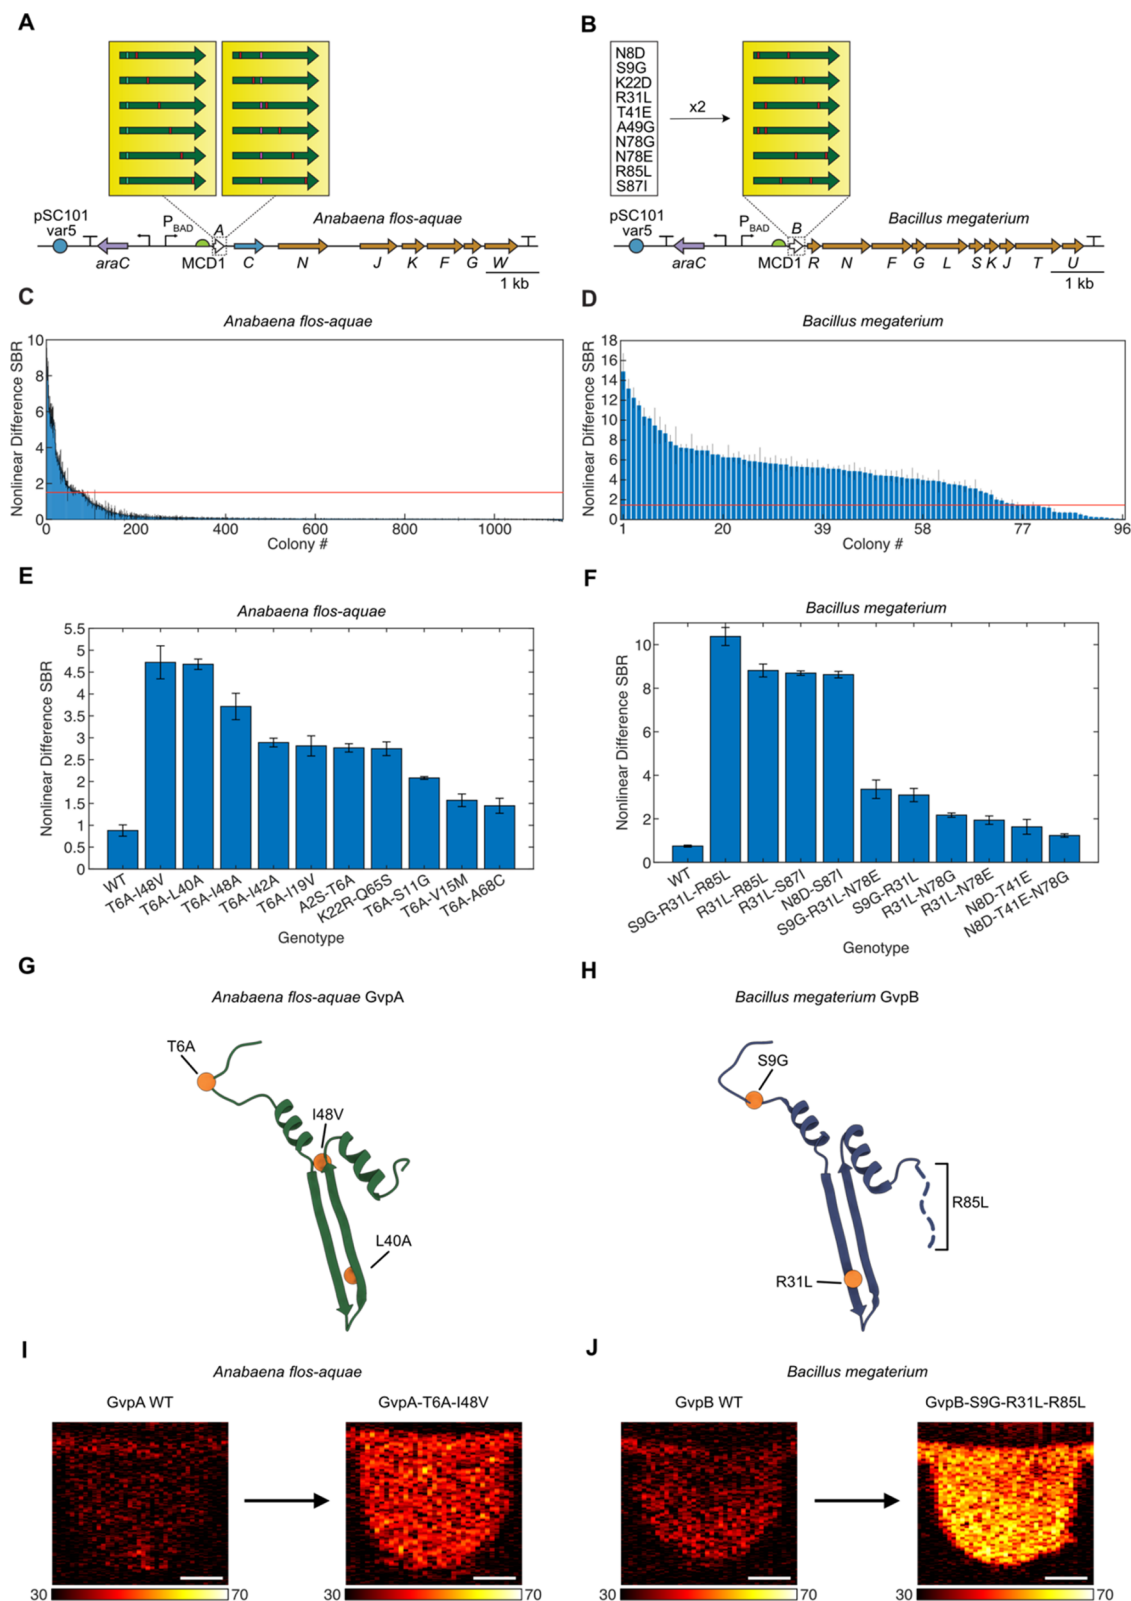 A
B
N8D
S9G
K22D
R31L
T41E
A49G
N78G
N78E
R85L
S87I
x2
pSC101
var5
P BAD
A
Anabaena flos-aquae
araC
MCD1
C N J K F G W
1 kb
pSC101
var5
P BAD
B
Bacillus megaterium
araC
MCD1
R N F G L S K J T U
1 kb
C
Anabaena flos-aquae
Nonlinear Difference SBR
10
8
6
4
2
0
0 200 400 600 800 1000
Colony #
D
Bacillus megaterium
Nonlinear Difference SBR
18
16
14
12
10
8
6
4
2
0
1 20 39 58 77 96
Colony #
E
Anabaena flos-aquae
Nonlinear Difference SBR
5.5
5
4.5
4
3.5
3
2.5
2
1.5
1
0.5
0
WT
T6A-I48V
T6A-L40A
T6A-I48A
T6A-I42A
T6A-I19V
A2S-T6A
K22R-Q65S
T6A-S11G
T6A-V15M
T6A-A68C
Genotype
F
Bacillus megaterium
Nonlinear Difference SBR
10
8
6
4
2
0
WT
S9G-R31L-R85L
R31L-R85L
R31L-S87I
N8D-S87I
S9G-R31L-N78E
S9G-R31L
R31L-N78G
R31L-N78E
N8D-T41E
N8D-T41E-N78G
Genotype
G
Anabaena flos-aquae GvpA
T6A
I48V
L40A
H
Bacillus megaterium GvpB
S9G
R85L
R31L
I
Anabaena flos-aquae
GvpA WT
GvpA-T6A-I48V
30 70
30 70
J
Bacillus megaterium
GvpB WT
GvpB-S9G-R31L-R85L
30 70
30 70